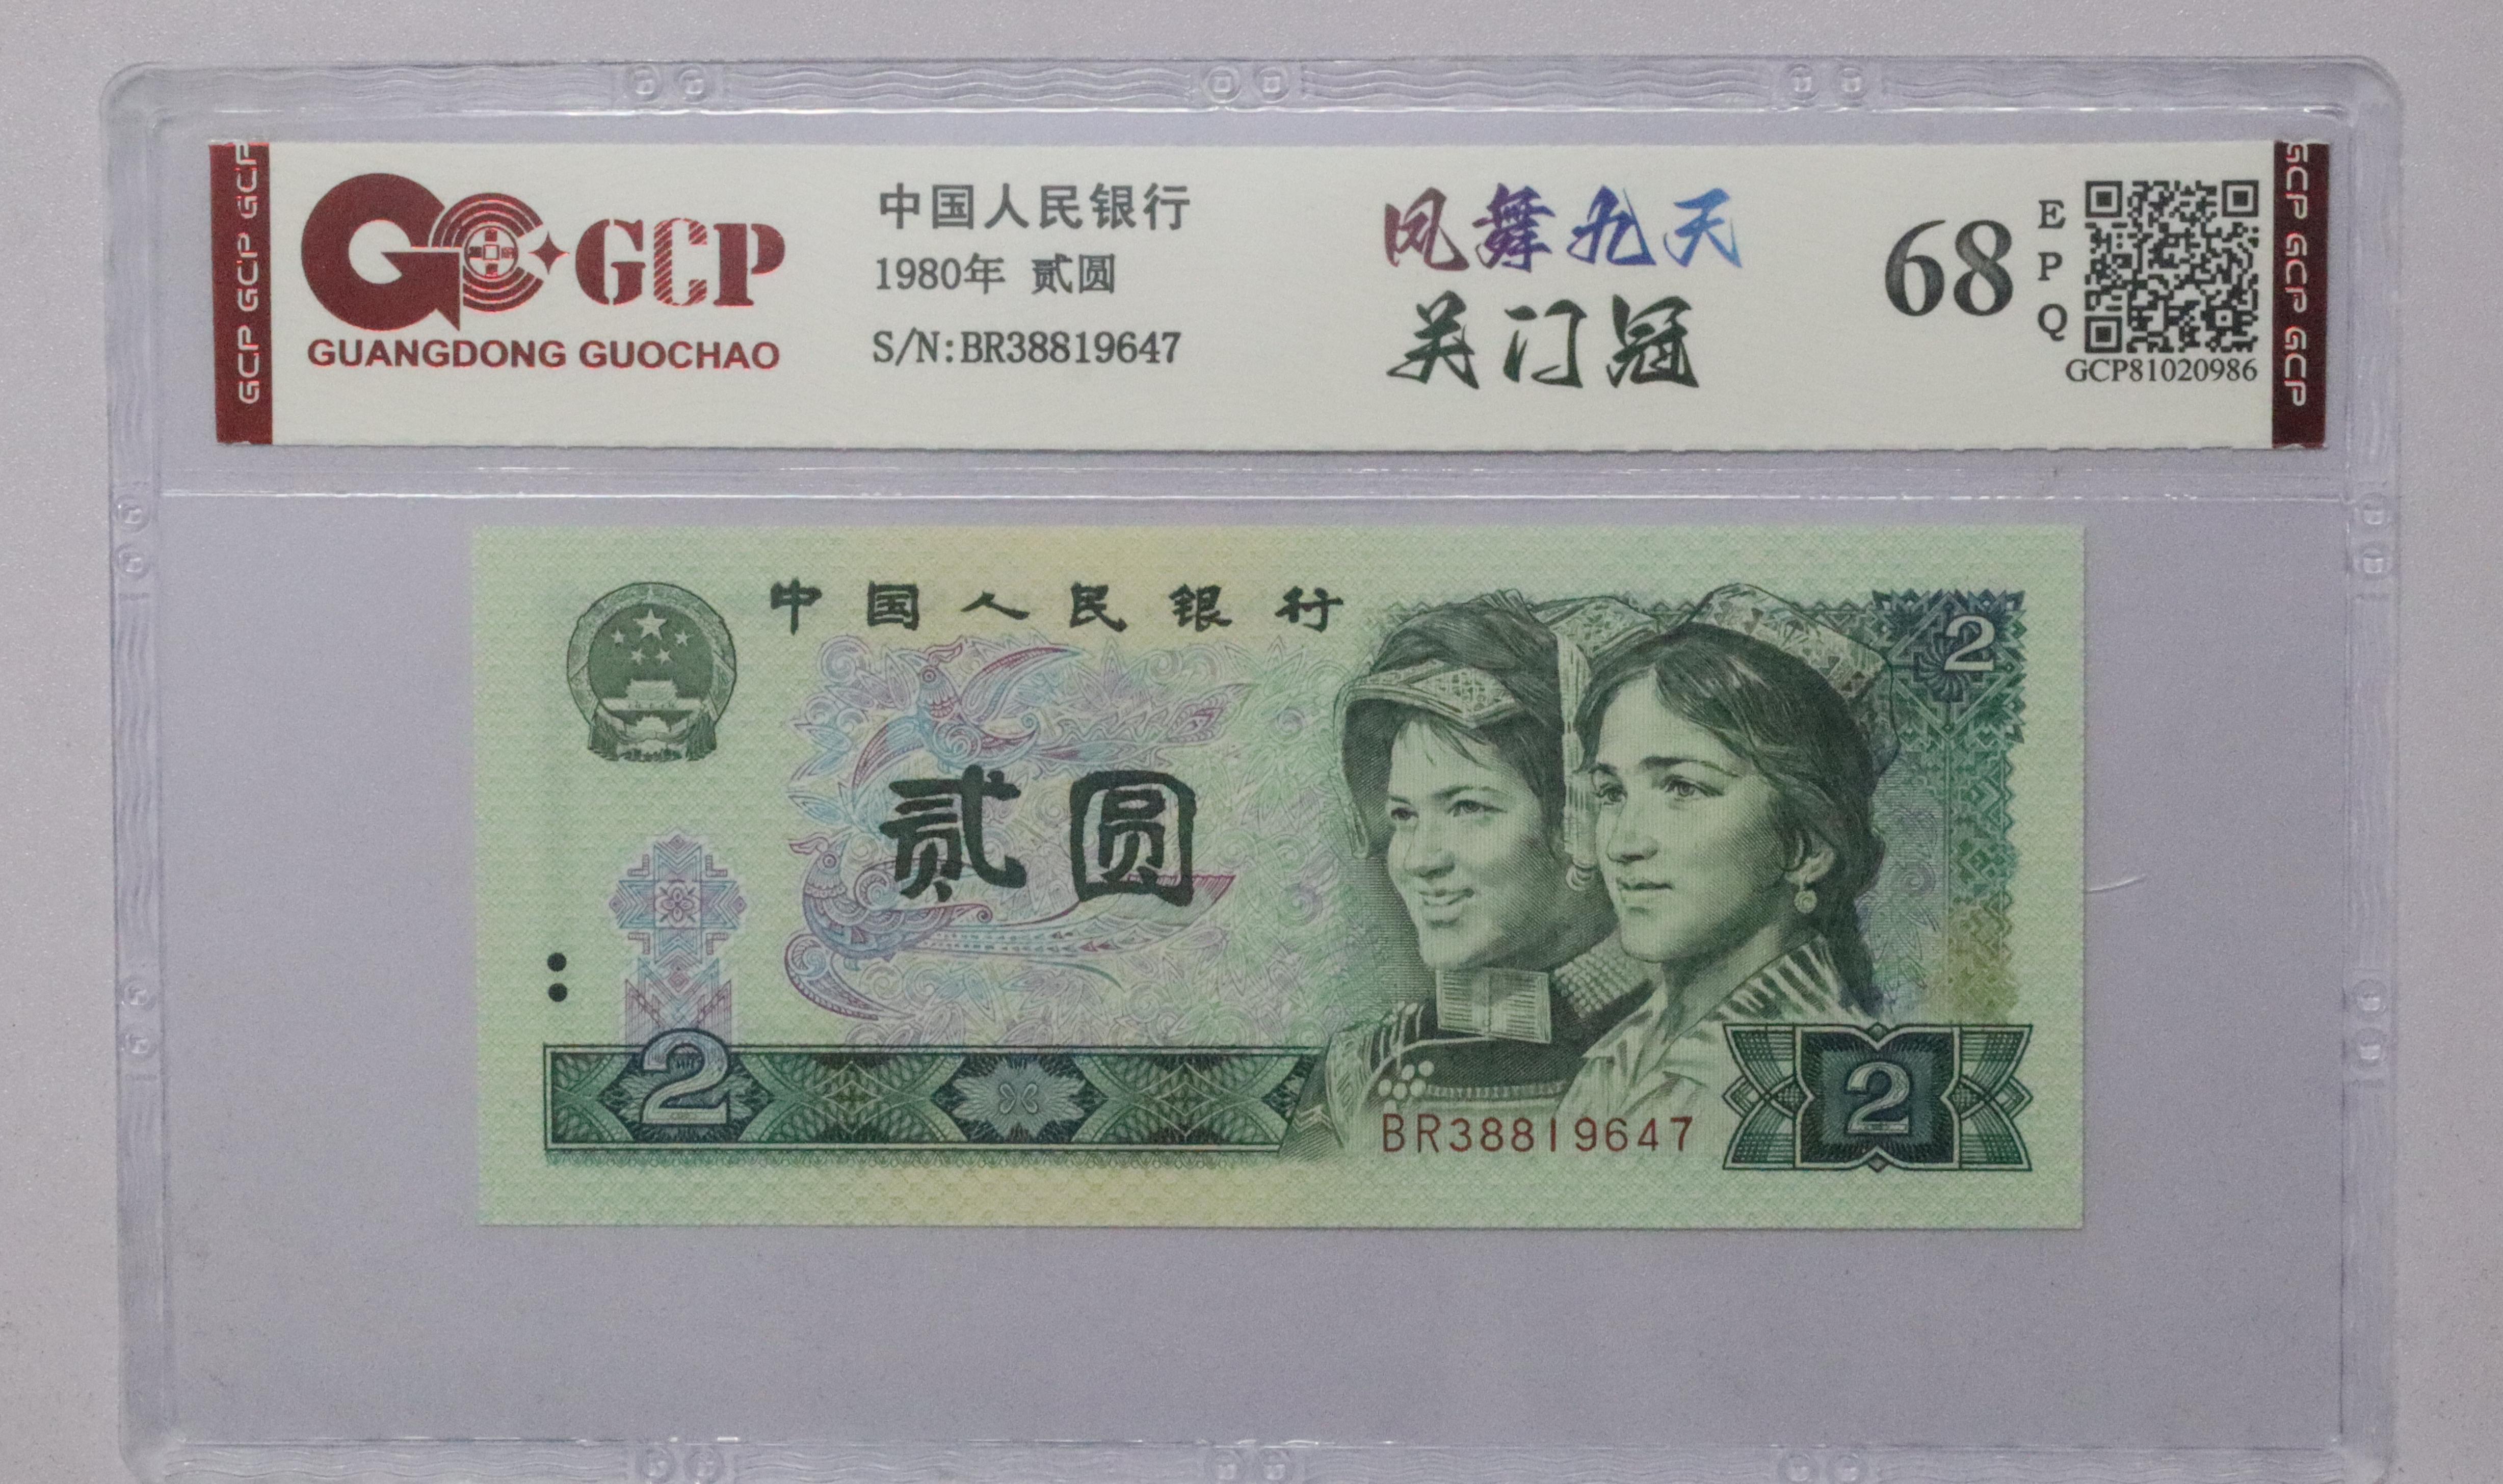 GCP GCP GCP
GCP
GUANGDONG GUOCHAO
中国人民银行
1980年 贰圆
S/N:BR38819647
凤舞九天
关门冠
68
EPQ
GCP81020986
GCP GCP GCP
中国人民银行
2
贰圆
2
BR38819647
2